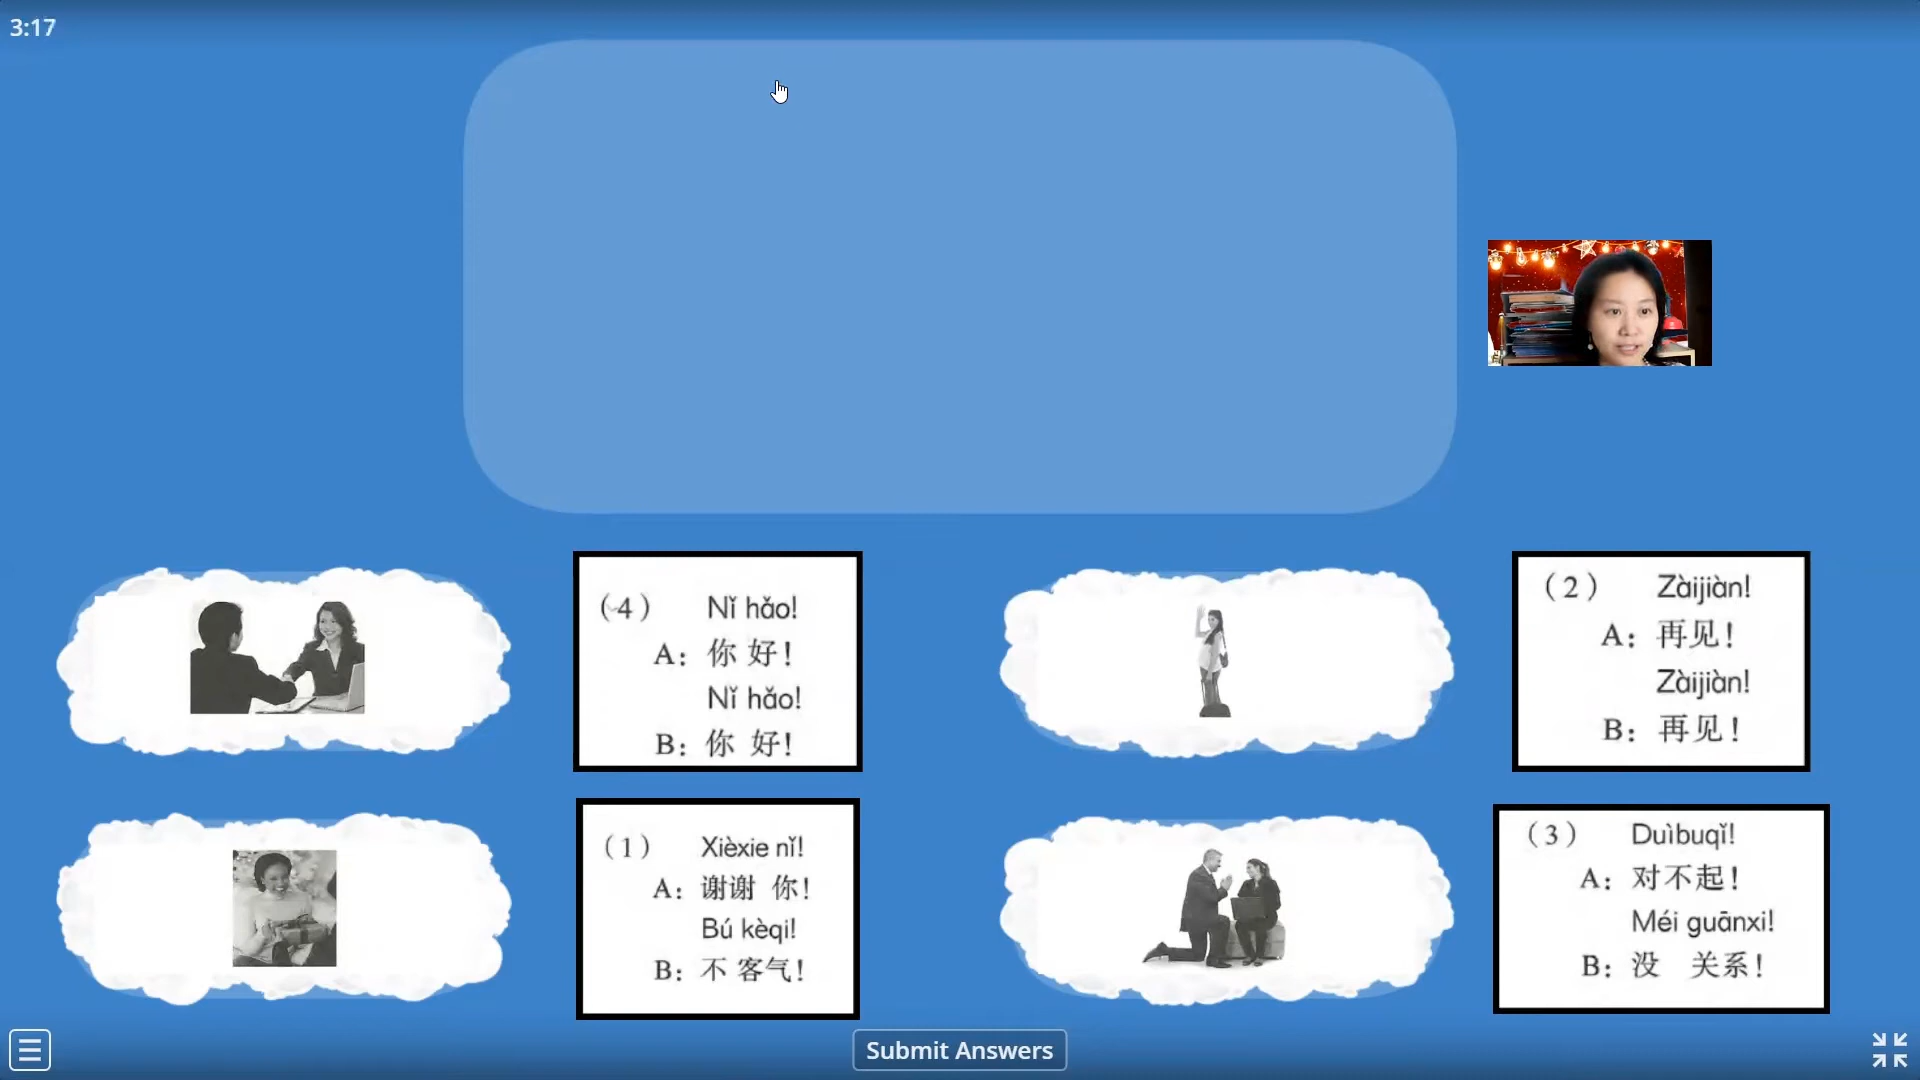 3:17
(4) Nǐ hǎo!
A: 你 好!
Nǐ hǎo!
B: 你 好!
(2) Zàijiàn!
A: 再见!
Zàijiàn!
B: 再见!
(1) Xièxie nǐ!
A: 谢谢 你!
Bú kèqi!
B: 不 客气!
(3) Duìbuqǐ!
A: 对不起!
Méi guānxi!
B: 没 关系!
Submit Answers